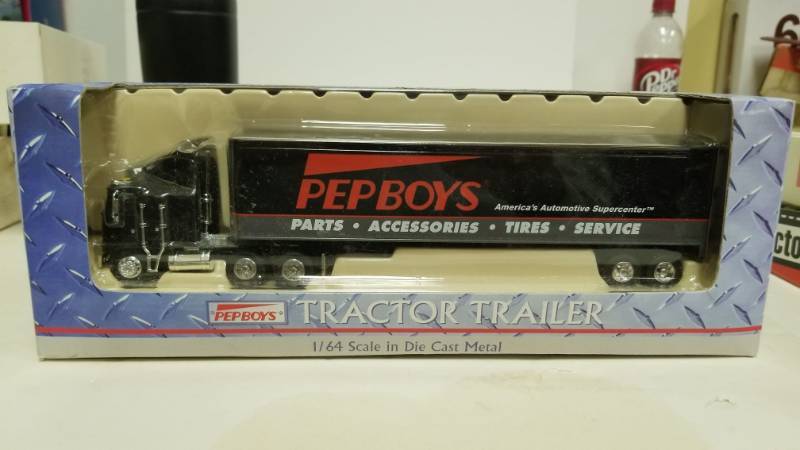 PEPBOYS
America's Automotive Supercenter™
PARTS • ACCESSORIES • TIRES • SERVICE
PEPBOYS TRACTOR TRAILER
1/64 Scale in Die Cast Metal
Dr
6